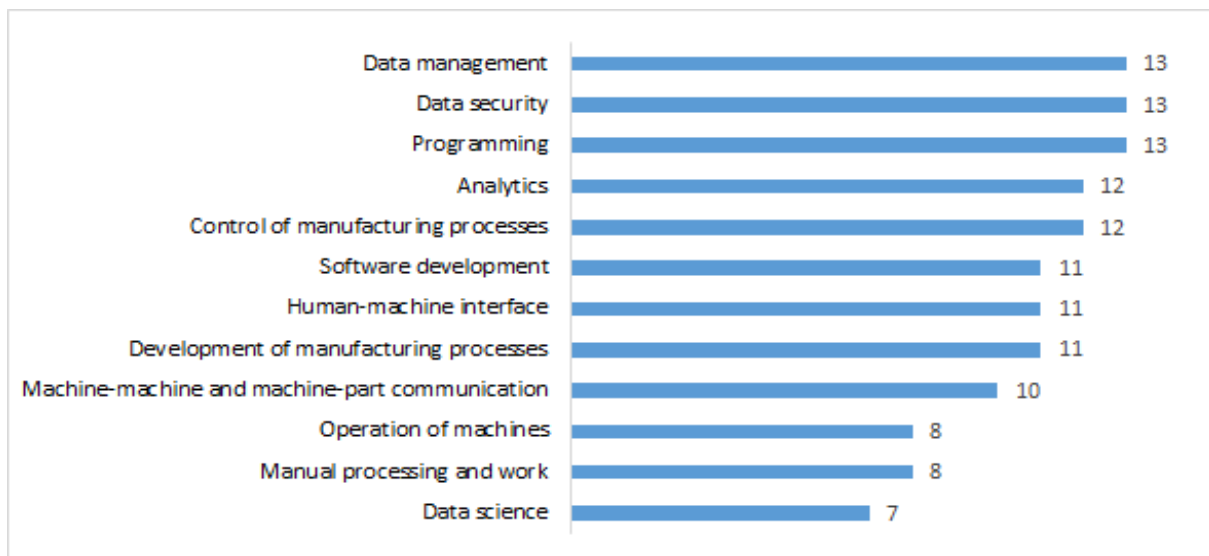 Data management 13
Data security 13
Programming 13
Analytics 12
Control of manufacturing processes 12
Software development 11
Human-machine interface 11
Development of manufacturing processes 11
Machine-machine and machine-part communication 10
Operation of machines 8
Manual processing and work 8
Data science 7